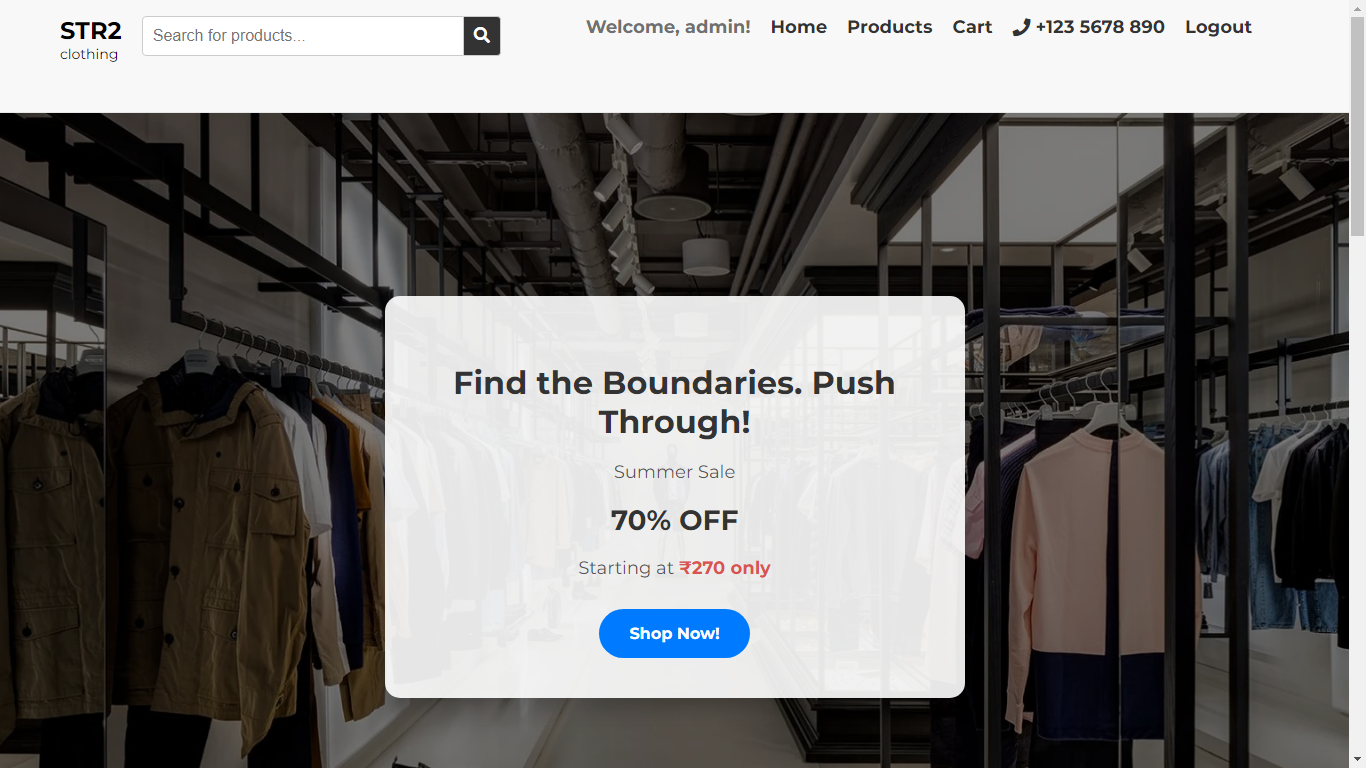 STR2
clothing
Search for products...
Welcome, admin!
Home
Products
Cart
+123 5678 890
Logout
Find the Boundaries. Push
Through!
Summer Sale
70% OFF
Starting at ₹270 only
Shop Now!